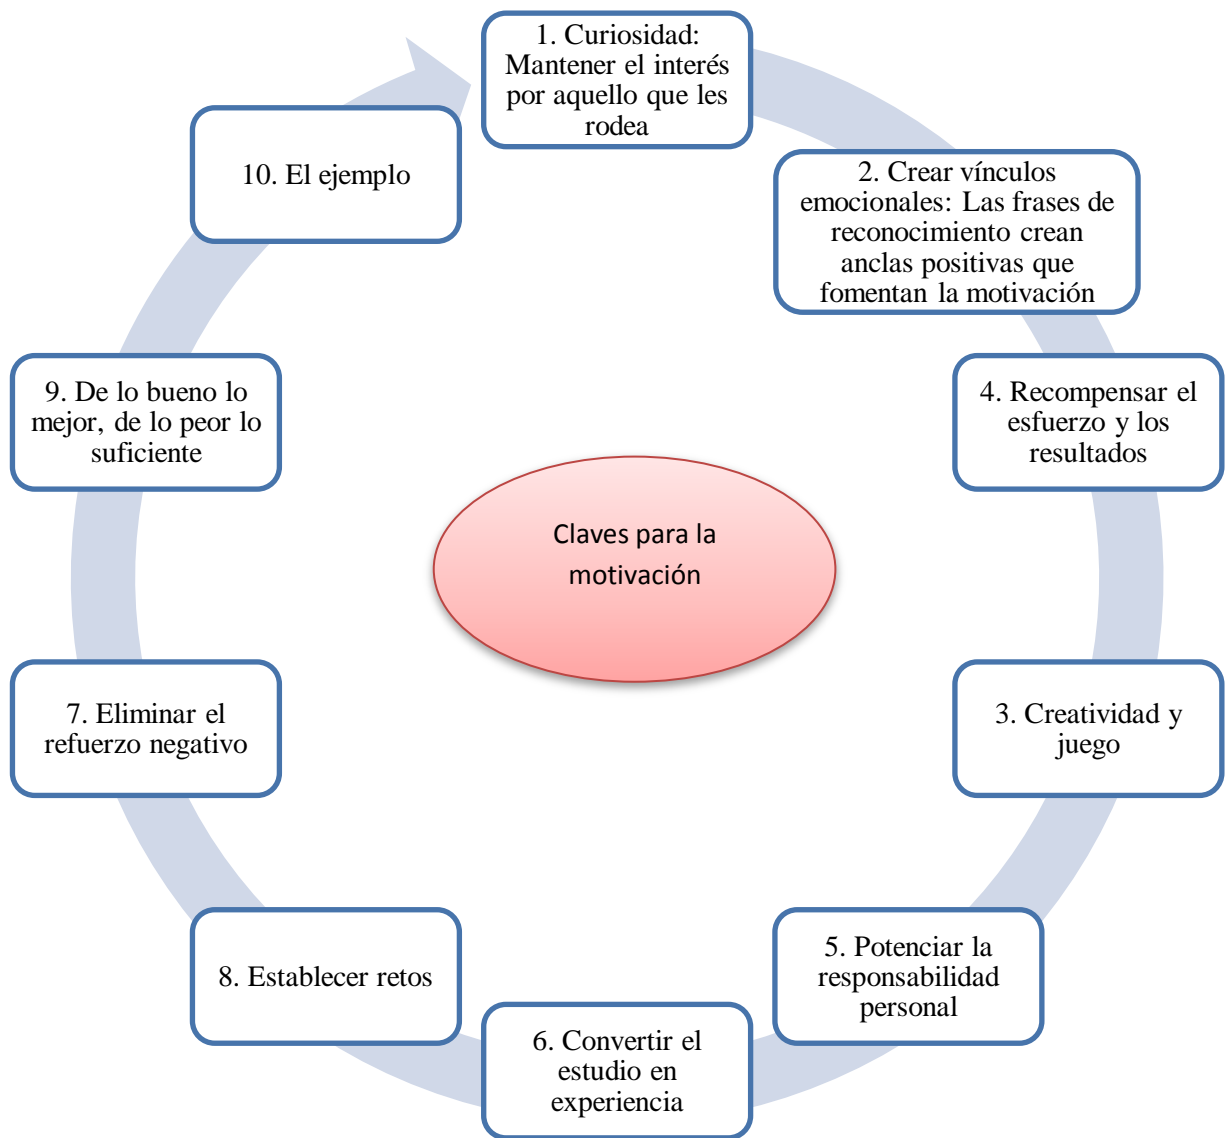 1. Curiosidad:
Mantener el interés
por aquello que les
rodea
2. Crear vínculos
emocionales: Las frases de
reconocimiento crean
anclas positivas que
fomentan la motivación
4. Recompensar el
esfuerzo y los
resultados
3. Creatividad y
juego
5. Potenciar la
responsabilidad
personal
6. Convertir el
estudio en
experiencia
8. Establecer retos
7. Eliminar el
refuerzo negativo
9. De lo bueno lo
mejor, de lo peor lo
suficiente
10. El ejemplo
Claves para la
motivación